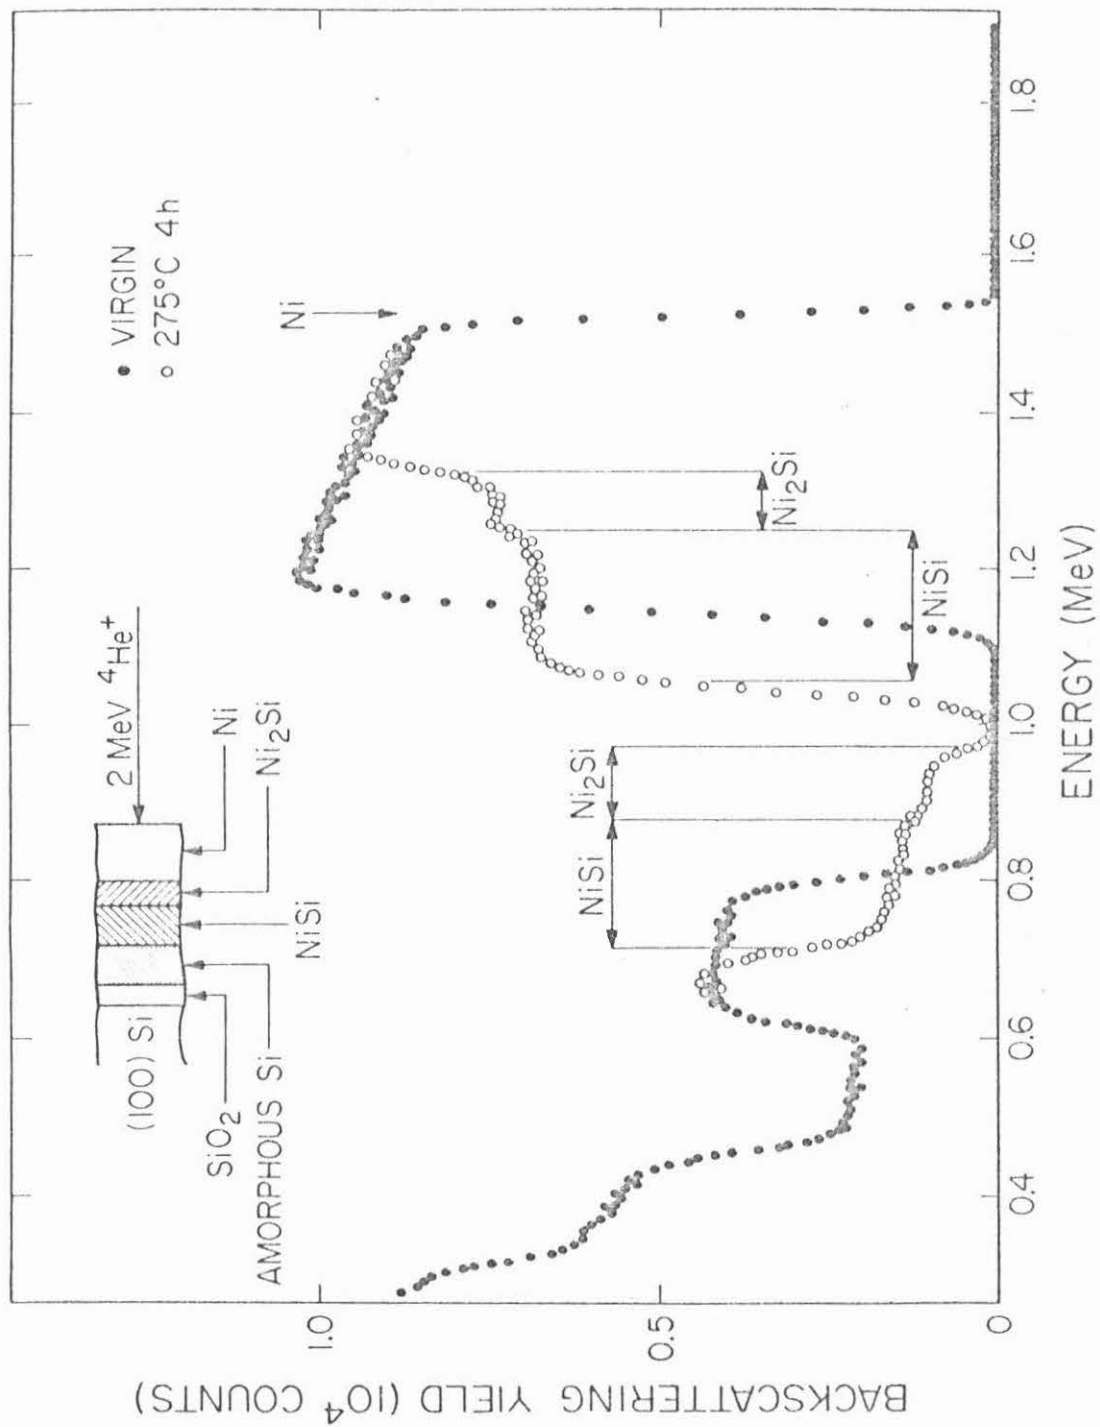 BACKSCATTERING YIELD (10⁴ COUNTS)
1.0
0.5
0
ENERGY (MeV)
0.4
0.6
0.8
1.0
1.2
1.4
1.6
1.8
• VIRGIN
○ 275°C 4h
2 MeV ⁴He⁺
(100) Si
SiO₂
AMORPHOUS Si
NiSi
Ni₂Si
Ni
Ni
NiSi
Ni₂Si
NiSi
Ni₂Si